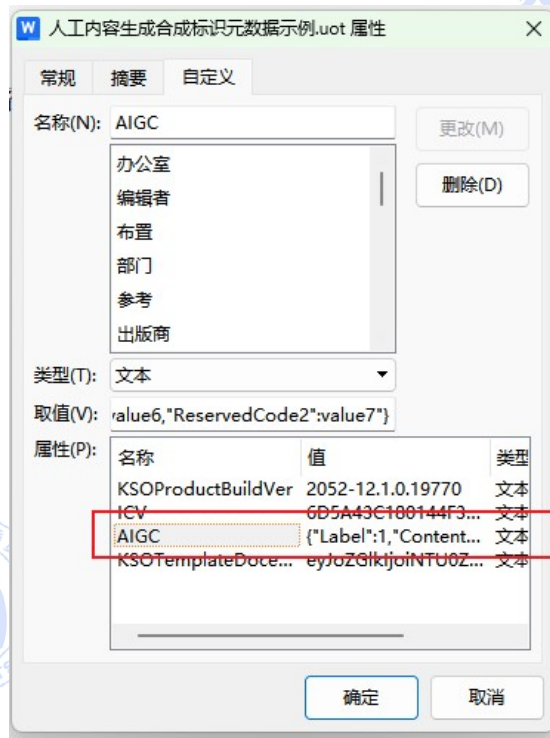 人工内容生成合成标识元数据示例.uot 属性
常规 摘要 自定义
名称(N): AIGC
更改(M)
办公室
删除(D)
编辑者
布置
部门
参考
出版商
类型(T): 文本
取值(V): value6,"ReservedCode2":value7"}
属性(P):
名称 值 类型
KSOProductBuildVer 2052-12.1.0.19770 文本
ICV 6D5A43C180144F3... 文本
AIGC {"Label":1,"Content... 文本
KSOTemplateDoce... eyJoZGlkIjoiNTU0Z... 文本
确定 取消